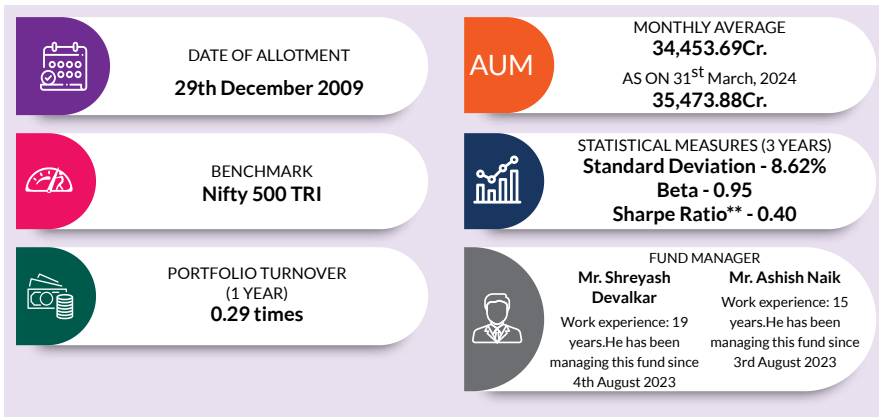 DATE OF ALLOTMENT
29th December 2009
BENCHMARK
Nifty 500 TRI
PORTFOLIO TURNOVER
(1 YEAR)
0.29 times
AUM
MONTHLY AVERAGE
34,453.69Cr.
AS ON 31st March, 2024
35,473.88Cr.
STATISTICAL MEASURES (3 YEARS)
Standard Deviation - 8.62%
Beta - 0.95
Sharpe Ratio** - 0.40
FUND MANAGER
Mr. Shreyash
Devalkar
Work experience: 19
years.He has been
managing this fund since
4th August 2023
Mr. Ashish Naik
Work experience: 15
years.He has been
managing this fund since
3rd August 2023